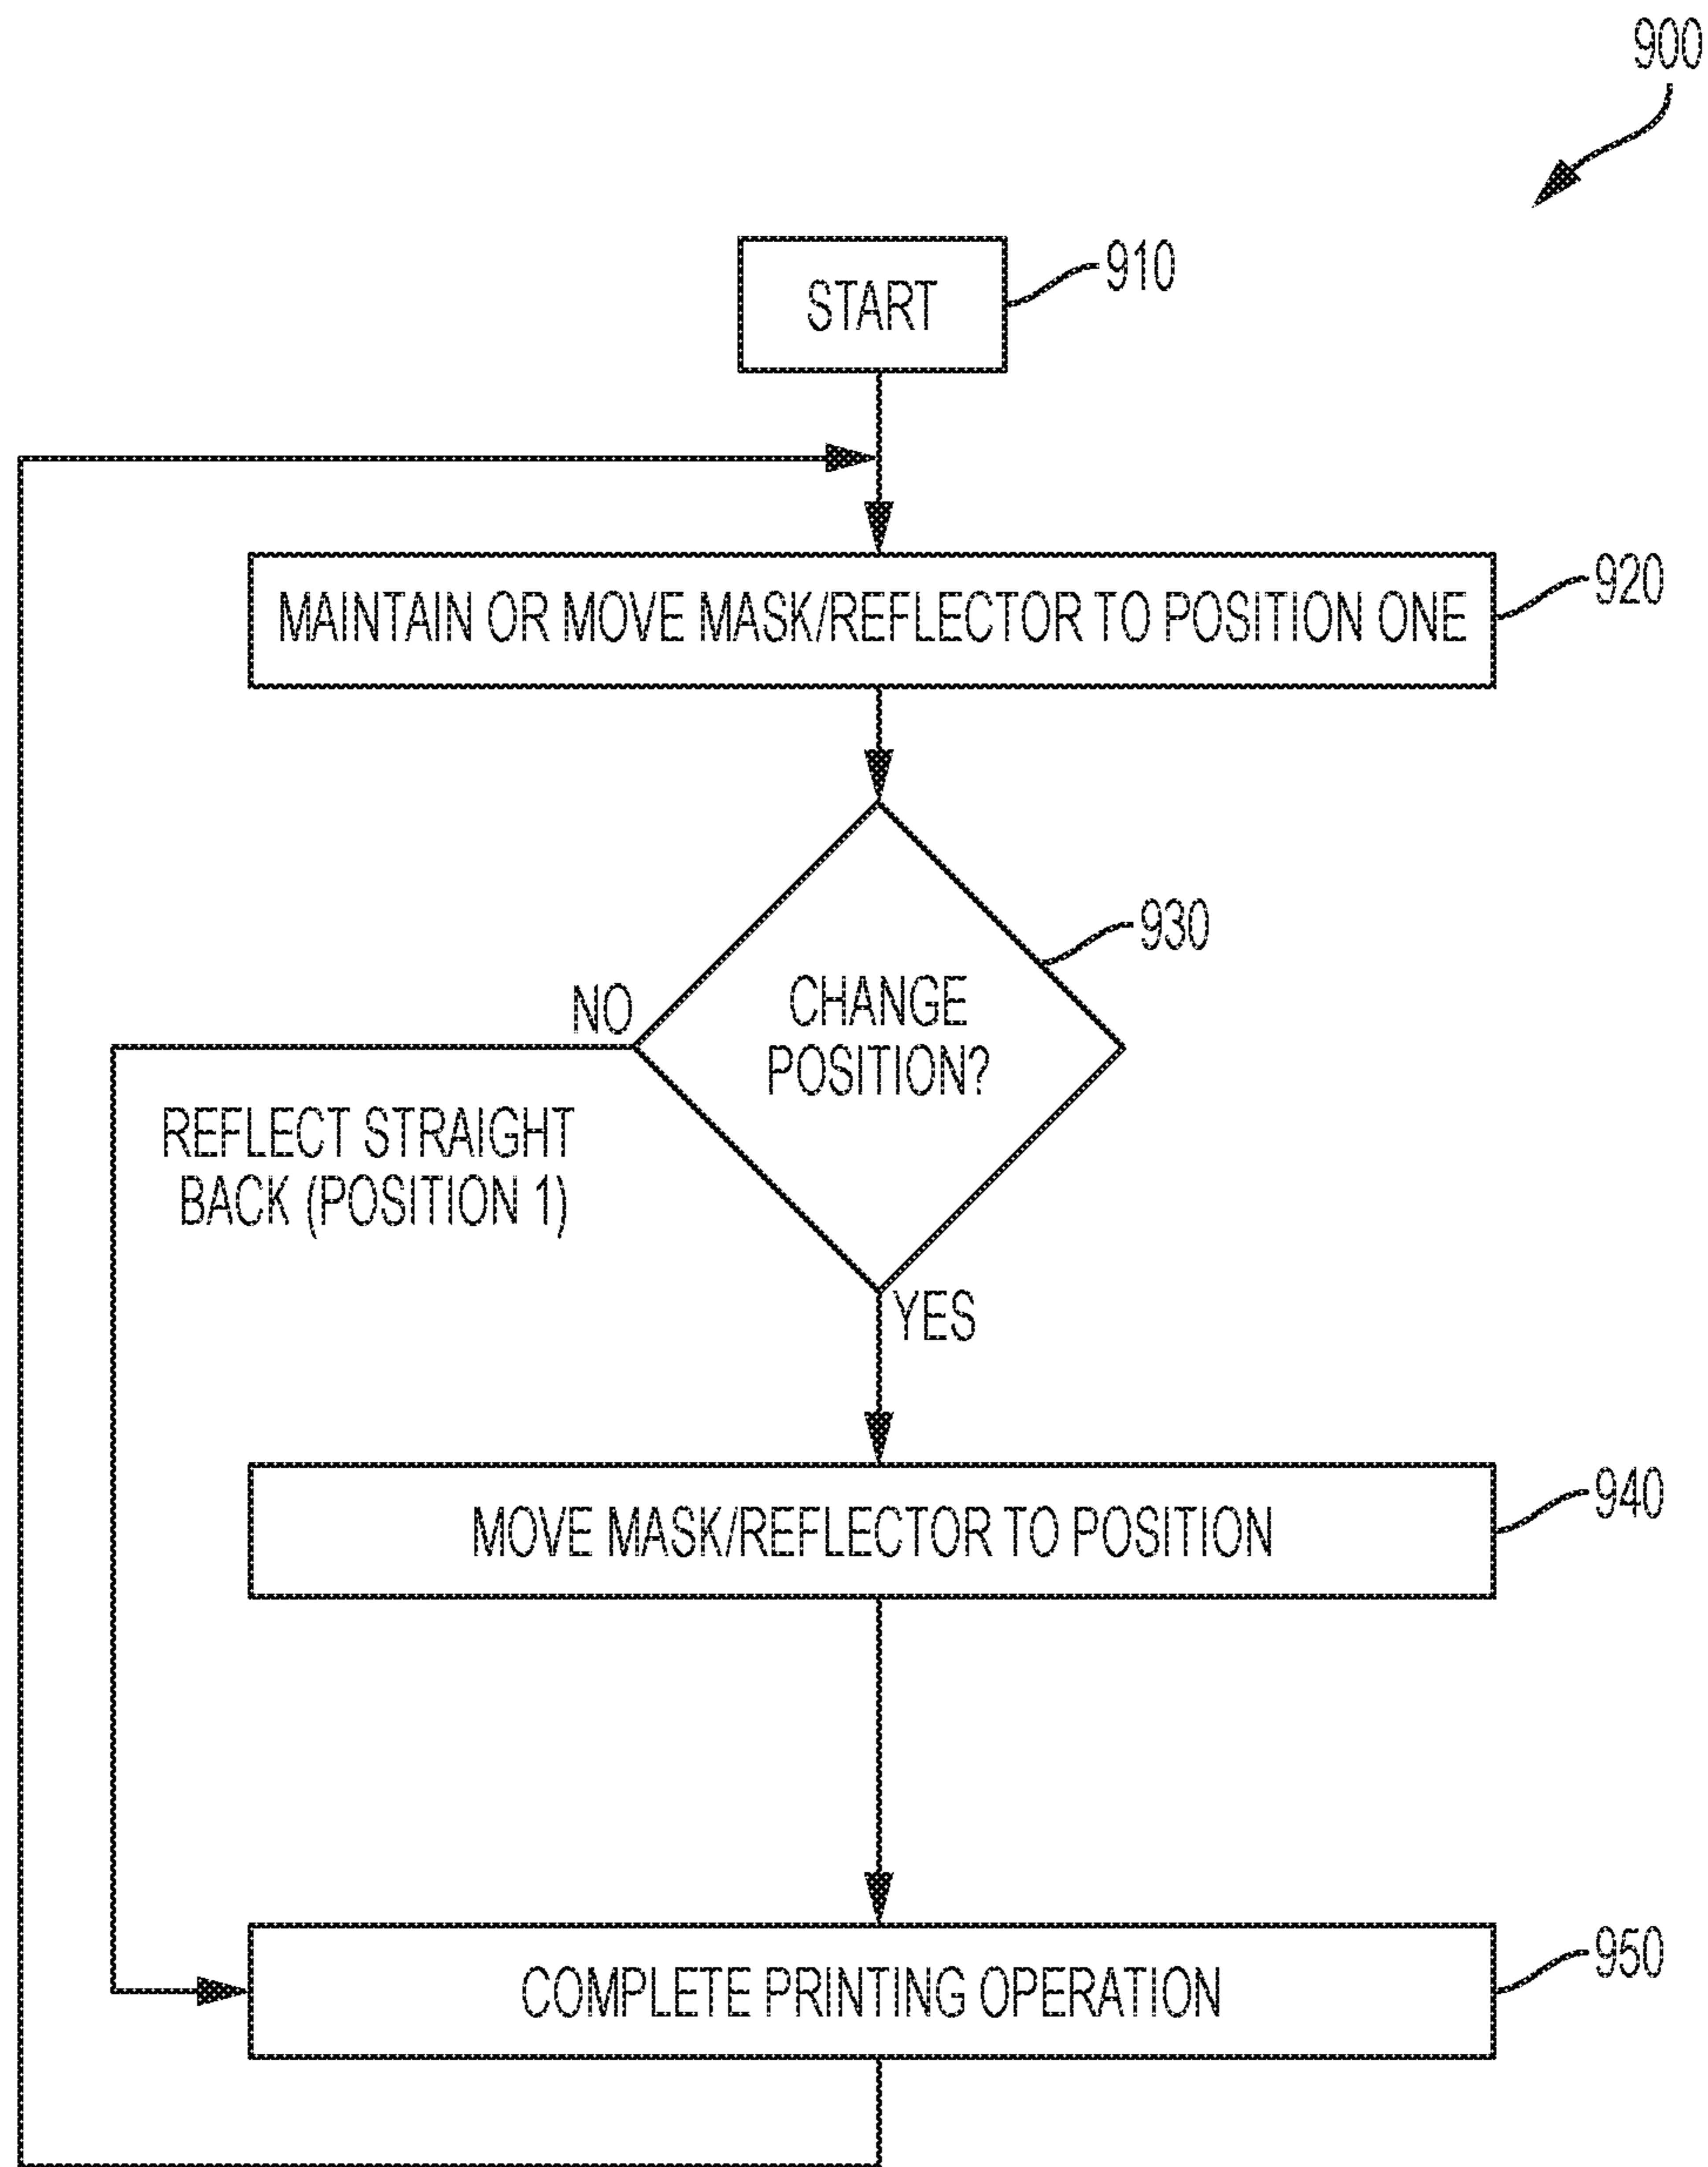 900
START
910
MAINTAIN OR MOVE MASK/REFLECTOR TO POSITION ONE
920
930
CHANGE
POSITION?
NO
REFLECT STRAIGHT
BACK (POSITION 1)
YES
MOVE MASK/REFLECTOR TO POSITION
940
COMPLETE PRINTING OPERATION
950